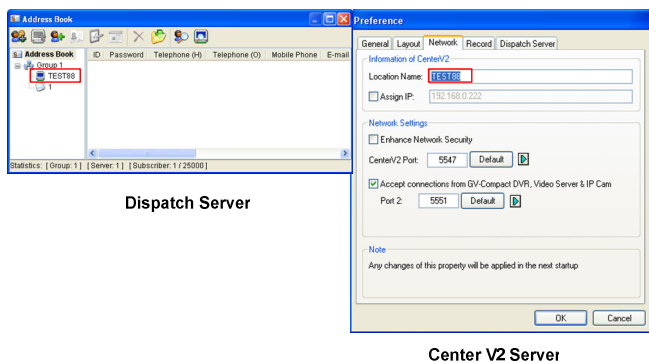 Address Book
ID Password Telephone (H) Telephone (O) Mobile Phone E-mail
Address Book
Group 1
TEST88
1
Statistics: [ Group: 1 ] [ Server: 1 ] [ Subscriber: 1 / 25000 ]
Dispatch Server
Preference
General Layout Network Record Dispatch Server
Information of CenterV2
Location Name: TEST88
Assign IP: 192.168.0.222
Network Settings
Enhance Network Security
CenterV2 Port: 5547 Default
Accept connections from GV-Compact DVR, Video Server & IP Cam
Port 2: 5551 Default
Note
Any changes of this property will be applied in the next startup
OK Cancel
Center V2 Server